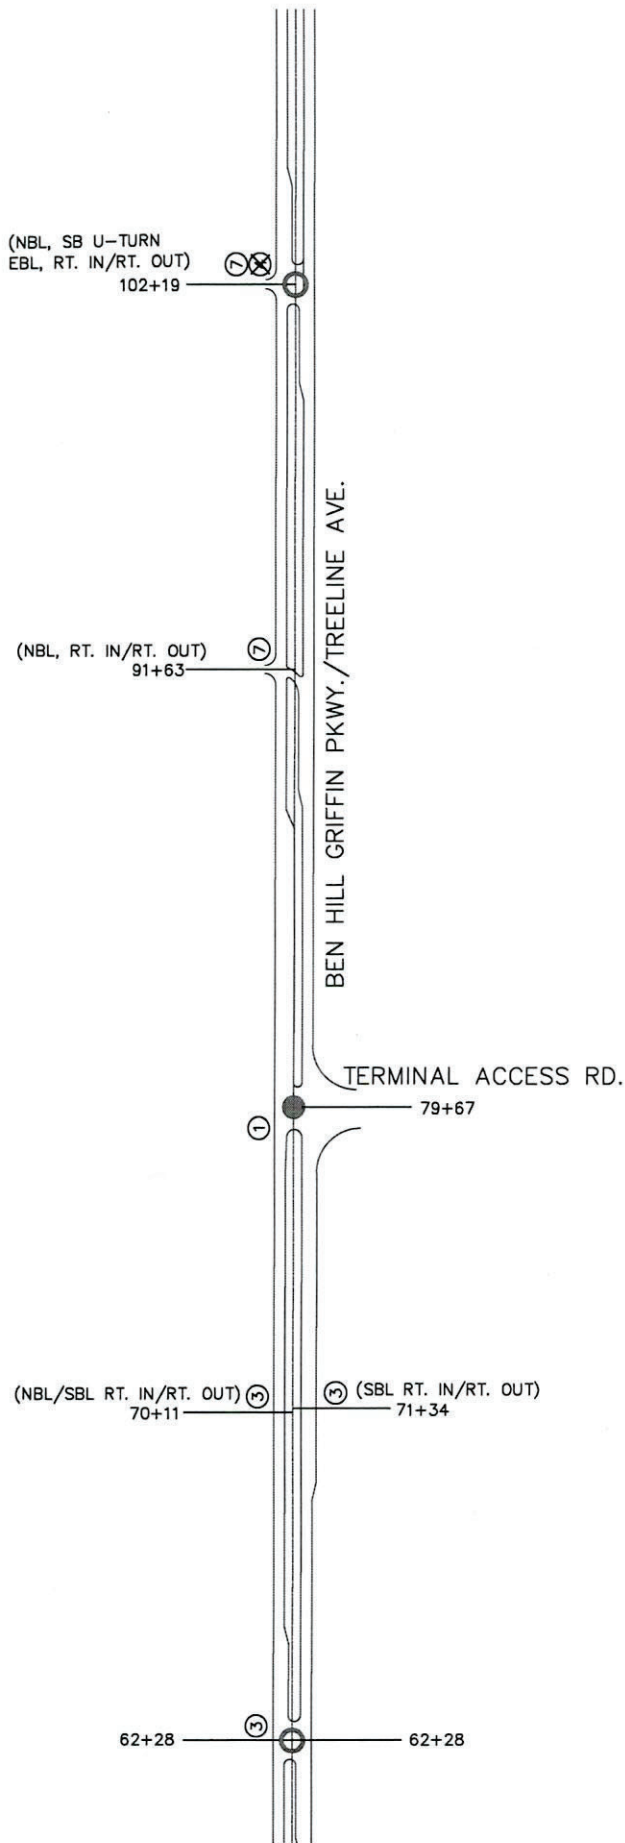 (NBL, SB U-TURN
EBL, RT. IN/RT. OUT)
7 4
102+19
BEN HILL GRIFFIN PKWY./TREELINE AVE.
(NBL, RT. IN/RT. OUT)
7
91+63
TERMINAL ACCESS RD.
79+67
1
(NBL/SBL RT. IN/RT. OUT) 3
70+11
3 (SBL RT. IN/RT. OUT)
71+34
3
62+28
62+28